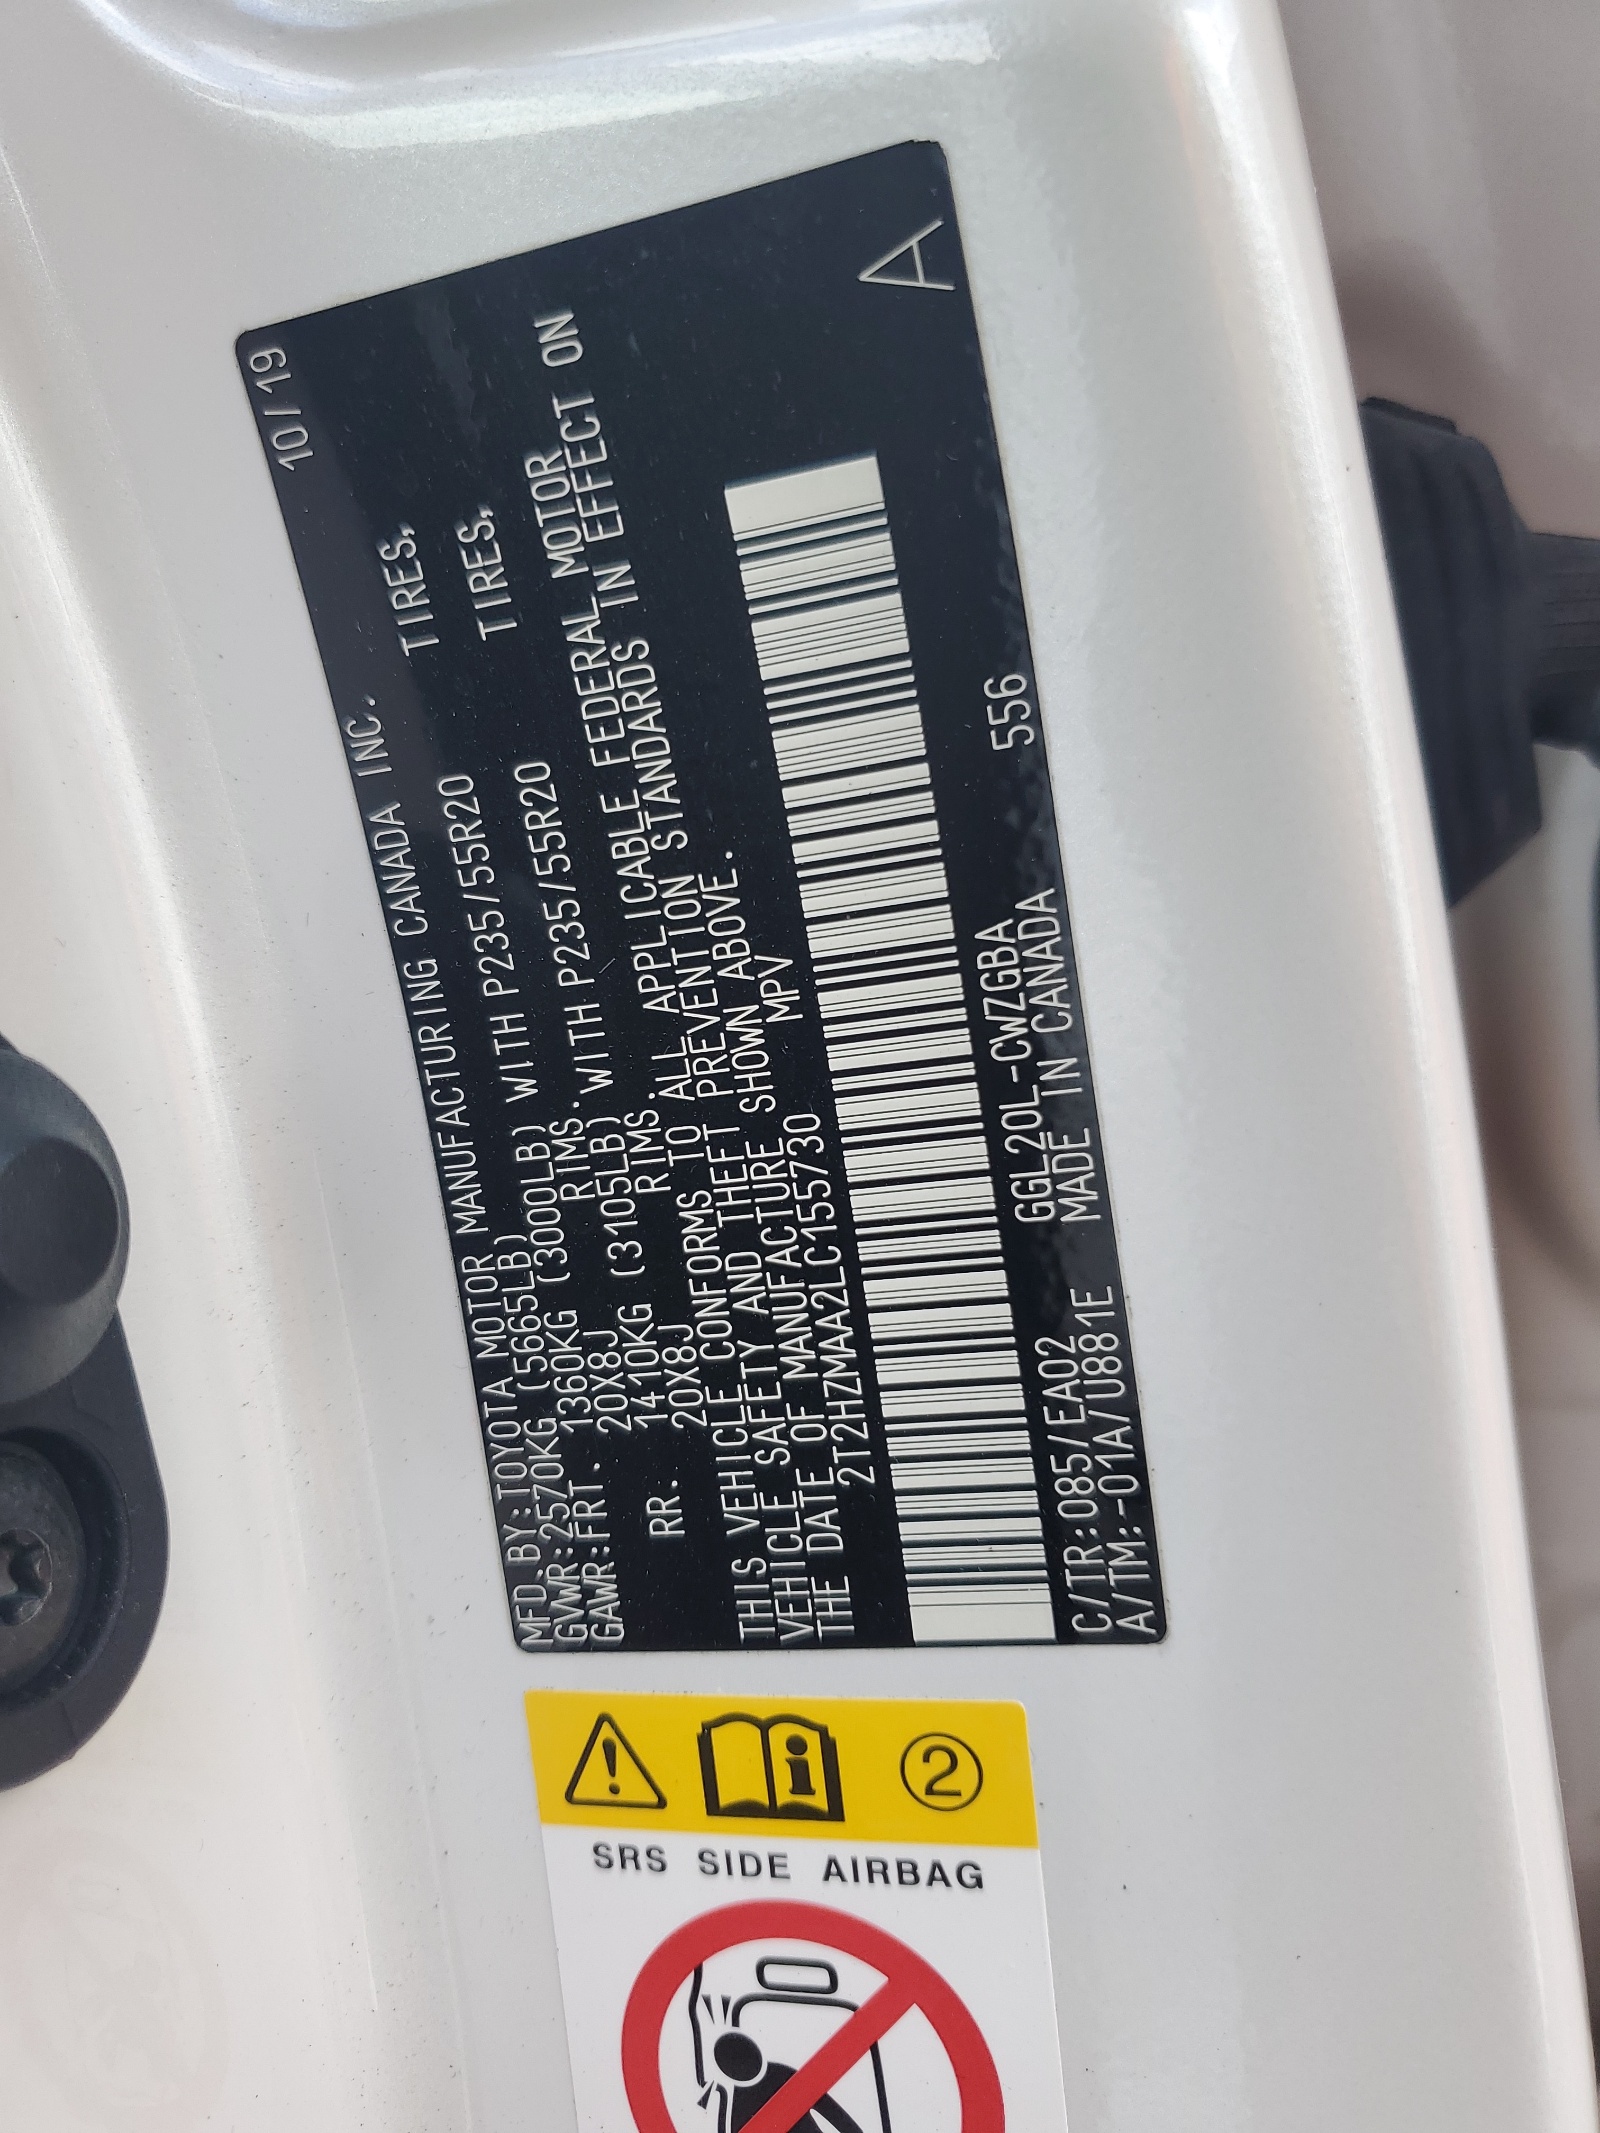 10/19
MFD.BY:TOYOTA MOTOR MANUFACTURING CANADA INC.
GVWR:2570KG (5665LB)
GAWR:FRT. 1360KG (3000LB) WITH P235/55R20 TIRES,
20X8J RIMS.
RR. 1410KG (3105LB) WITH P235/55R20 TIRES,
20X8J RIMS.
THIS VEHICLE CONFORMS TO ALL APPLICABLE FEDERAL MOTOR
VEHICLE SAFETY AND THEFT PREVENTION STANDARDS IN EFFECT ON
THE DATE OF MANUFACTURE SHOWN ABOVE.
2T2HZMAA2LC155730 MPV
C/TR:085/EA02 GGL20L-CWZGBA 556
A/TM:-01A/U881E MADE IN CANADA
A
2
SRS SIDE AIRBAG